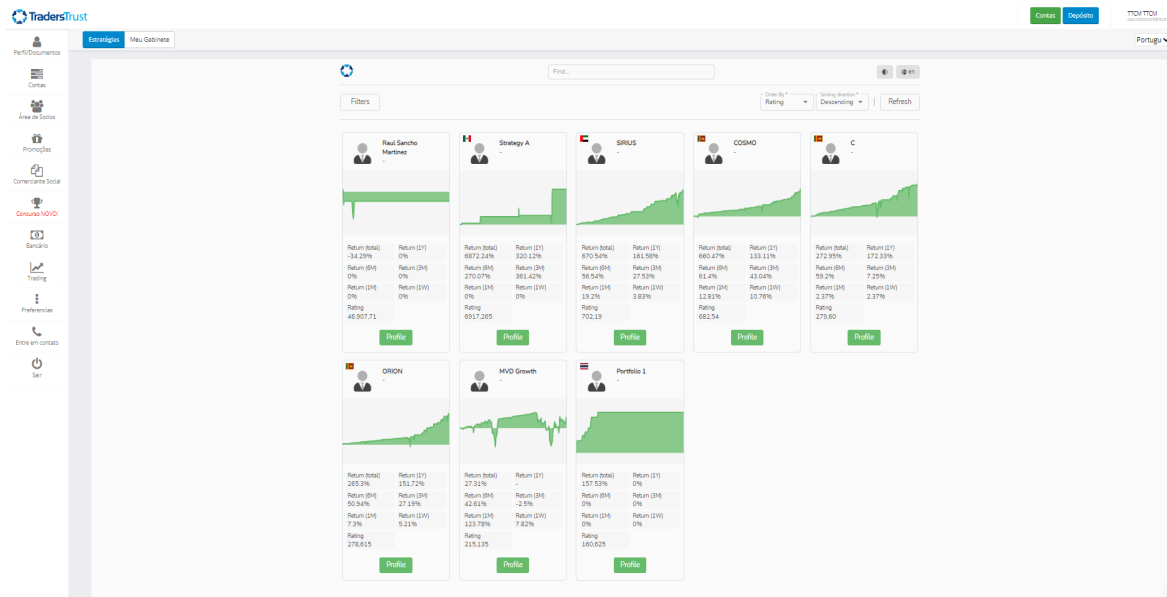 TradersTrust
Contas
Depósito
TTCM TTCM
Perfil/Documentos
Contas
Área de Socios
Promoções
Comerciante Social
Concurso NOVO!
Bancário
Trading
Preferencias
Entre em contato
Sair
Estratégias
Meu Gabinete
Portugu
Find...
en
Filters
Order By *
Rating
Sorting direction *
Descending
Refresh
Raul Sancho
Martinez
-
Return (total) Return (1Y)
-34.29% 0%
Return (6M) Return (3M)
0% 0%
Return (1M) Return (1W)
0% 0%
Rating
46.907,71
Profile
Strategy A
-
Return (total) Return (1Y)
6872.24% 320.12%
Return (6M) Return (3M)
270.07% 361.42%
Return (1M) Return (1W)
0% 0%
Rating
6917,265
Profile
SIRIUS
-
Return (total) Return (1Y)
670.54% 161.58%
Return (6M) Return (3M)
56.54% 27.53%
Return (1M) Return (1W)
19.2% 3.83%
Rating
702,19
Profile
COSMO
-
Return (total) Return (1Y)
660.47% 133.11%
Return (6M) Return (3M)
61.4% 43.04%
Return (1M) Return (1W)
12.81% 10.76%
Rating
682,54
Profile
C
-
Return (total) Return (1Y)
272.95% 172.33%
Return (6M) Return (3M)
59.2% 7.25%
Return (1M) Return (1W)
2.37% 2.37%
Rating
279,60
Profile
ORION
-
Return (total) Return (1Y)
265.3% 151.72%
Return (6M) Return (3M)
50.94% 27.19%
Return (1M) Return (1W)
7.3% 5.21%
Rating
278,615
Profile
MVD Growth
-
Return (total) Return (1Y)
27.31% -
Return (6M) Return (3M)
42.61% -2.5%
Return (1M) Return (1W)
123.78% 7.82%
Rating
215,135
Profile
Portfolio 1
-
Return (total) Return (1Y)
157.53% 0%
Return (6M) Return (3M)
0% 0%
Return (1M) Return (1W)
0% 0%
Rating
160,625
Profile